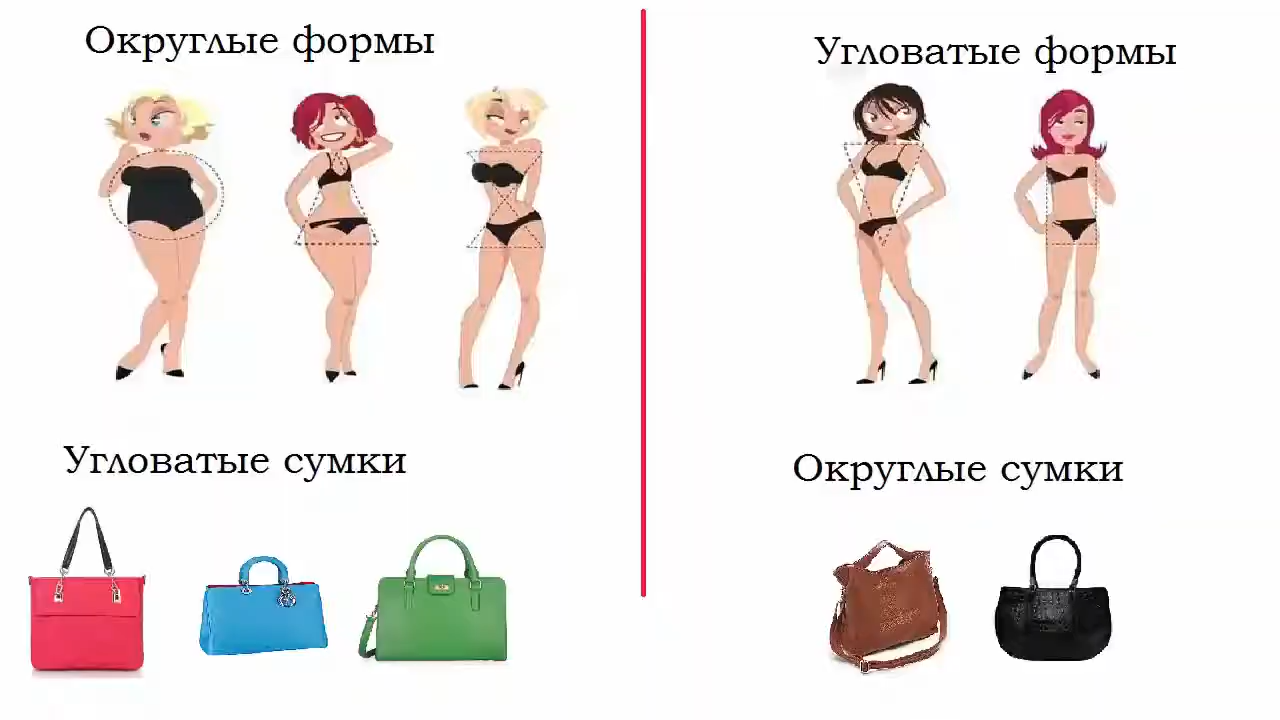 Округлые формы
Угловатые сумки
Угловатые формы
Округлые сумки